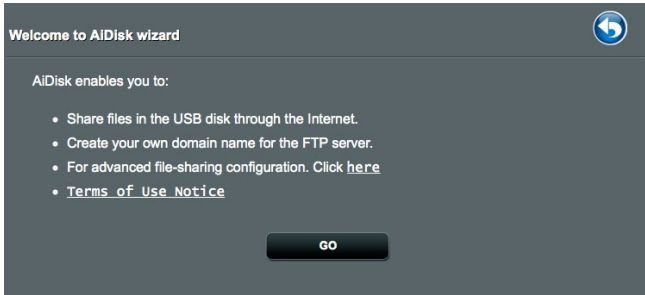 Welcome to AiDisk wizard
AiDisk enables you to:
Share files in the USB disk through the Internet.
Create your own domain name for the FTP server.
For advanced file-sharing configuration. Click here
Terms of Use Notice
GO